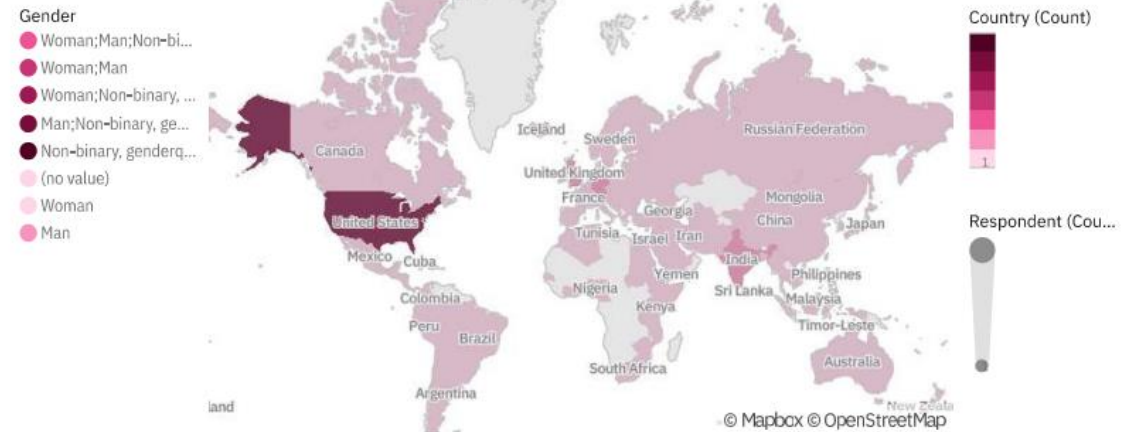 Gender
Woman;Man;Non-bi...
Woman;Man
Woman;Non-binary, ...
Man;Non-binary, ge...
Non-binary, genderq...
(no value)
Woman
Man
Iceland
Sweden
Russian Federation
Canada
United Kingdom
France
Mongolia
Georgia
China
United States
Japan
Tunisia
Israel
Iran
Mexico
Cuba
India
Yemen
Philippines
Nigeria
Sri Lanka
Colombia
Malaysia
Kenya
Peru
Timor-Leste
Brazil
Australia
South Africa
Argentina
land
New Zeala
© Mapbox © OpenStreetMap
Country (Count)
1
Respondent (Cou...